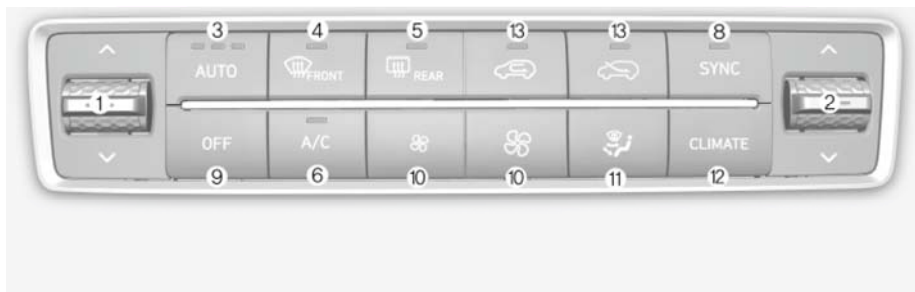 ③ ④ ⑤ ⑬ ⑬ ⑧
AUTO FRONT REAR SYNC
① ②
OFF A/C CLIMATE
⑨ ⑥ ⑩ ⑩ ⑪ ⑫